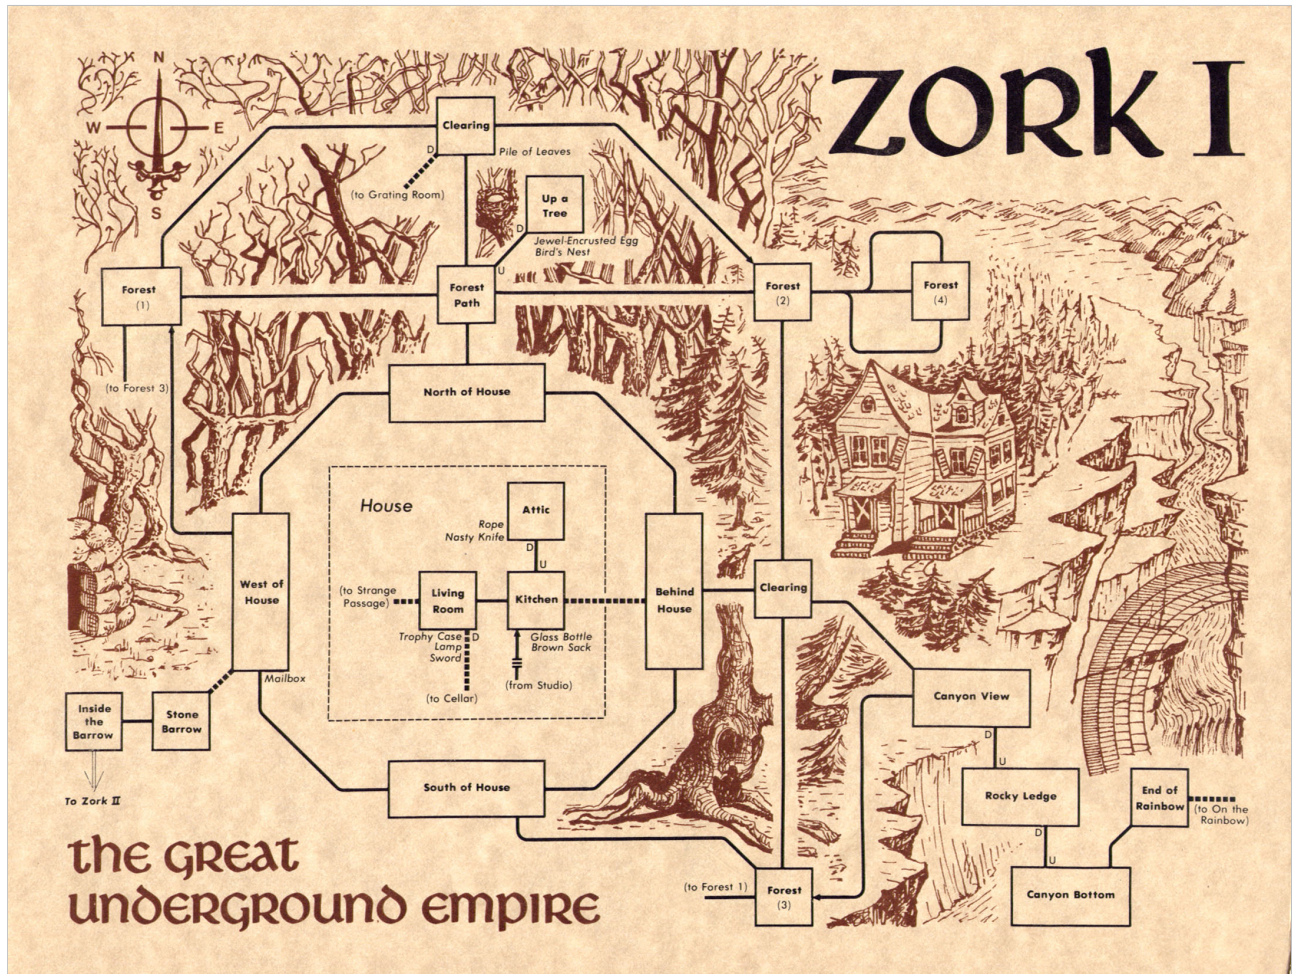 ZORK I
N
W
E
S
Clearing
D
Pile of Leaves
(to Grating Room)
Up a
Tree
D
Jewel-Encrusted Egg
Bird's Nest
U
Forest
(1)
Forest
Path
Forest
(2)
Forest
(4)
(to Forest 3)
North of House
House
Attic
Rope
Nasty Knife
D
U
(to Strange
Passage)
Living
Room
Kitchen
West of
House
Behind
House
Clearing
Trophy Case
Lamp
Sword
D
Glass Bottle
Brown Sack
(to Cellar)
(from Studio)
Mailbox
Inside
the
Barrow
Stone
Barrow
To Zork II
Canyon View
D
U
South of House
Rocky Ledge
End of
Rainbow
(to On the
Rainbow)
D
U
Canyon Bottom
(to Forest 1)
Forest
(3)
the GREAT
UNDERGROUND EMPIRE